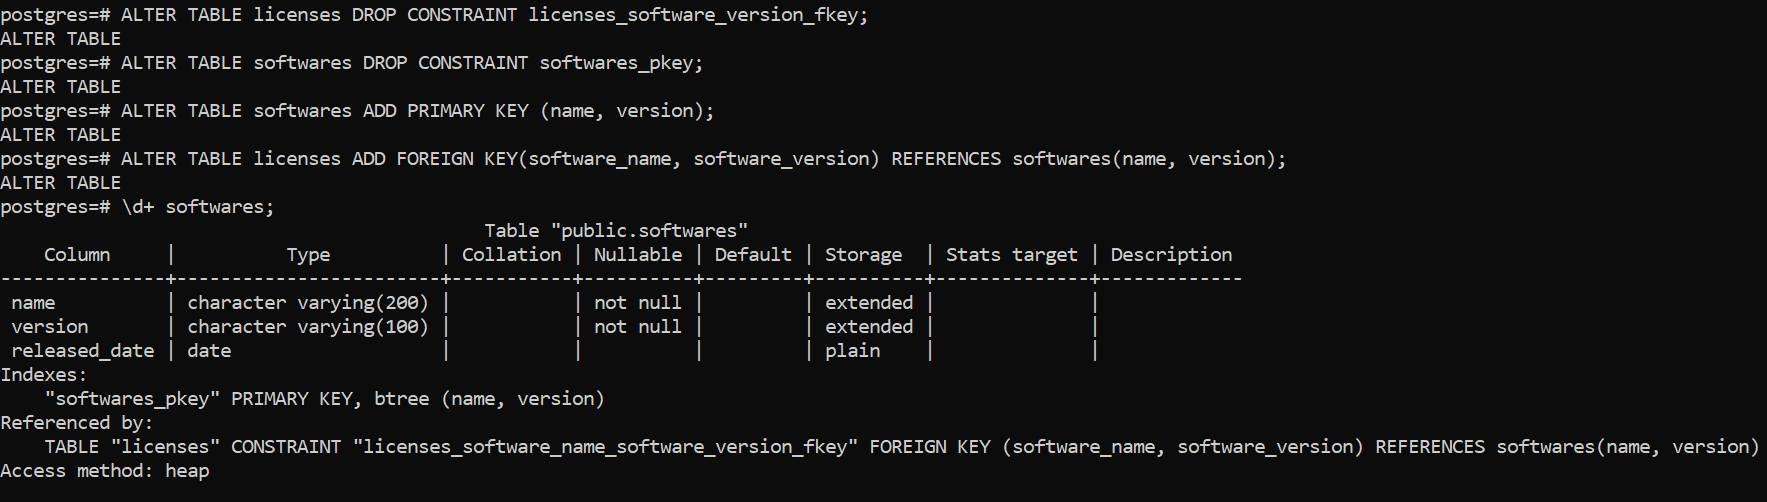 postgres=# ALTER TABLE licenses DROP CONSTRAINT licenses_software_version_fkey;
ALTER TABLE
postgres=# ALTER TABLE softwares DROP CONSTRAINT softwares_pkey;
ALTER TABLE
postgres=# ALTER TABLE softwares ADD PRIMARY KEY (name, version);
ALTER TABLE
postgres=# ALTER TABLE licenses ADD FOREIGN KEY(software_name, software_version) REFERENCES softwares(name, version);
ALTER TABLE
postgres=# \d+ softwares;
                                            Table "public.softwares"
    Column     |          Type          | Collation | Nullable | Default | Storage  | Stats target | Description
---------------+------------------------+-----------+----------+---------+----------+--------------+-------------
 name          | character varying(200) |           | not null |         | extended |              |
 version       | character varying(100) |           | not null |         | extended |              |
 released_date | date                   |           |          |         | plain    |              |
Indexes:
    "softwares_pkey" PRIMARY KEY, btree (name, version)
Referenced by:
    TABLE "licenses" CONSTRAINT "licenses_software_name_software_version_fkey" FOREIGN KEY (software_name, software_version) REFERENCES softwares(name, version)
Access method: heap